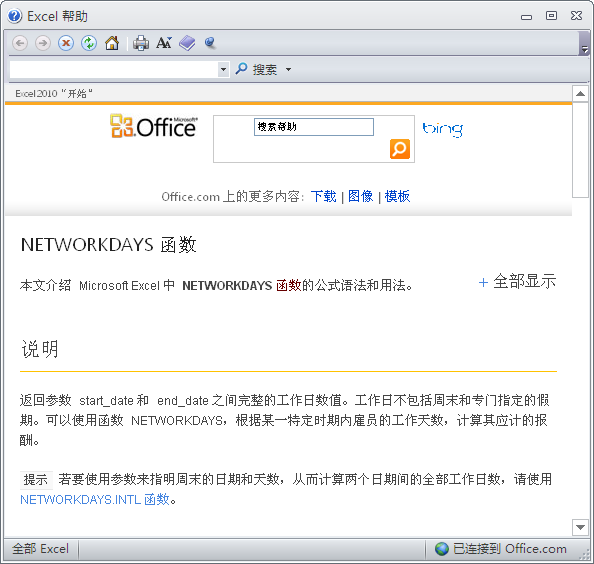 Excel 帮助
搜索
Excel 2010 "开始"
Microsoft®
Office
搜索帮助
bing
Office.com 上的更多内容: 下载 | 图像 | 模板
NETWORKDAYS 函数
本文介绍 Microsoft Excel 中 NETWORKDAYS 函数的公式语法和用法。
+ 全部显示
说明
返回参数 start_date 和 end_date 之间完整的工作日数值。工作日不包括周末和专门指定的假
期。可以使用函数 NETWORKDAYS，根据某一特定时期内雇员的工作天数，计算其应计的报
酬。
提示 若要使用参数来指明周末的日期和天数，从而计算两个日期间的全部工作日数，请使用
NETWORKDAYS.INTL 函数。
全部 Excel
已连接到 Office.com